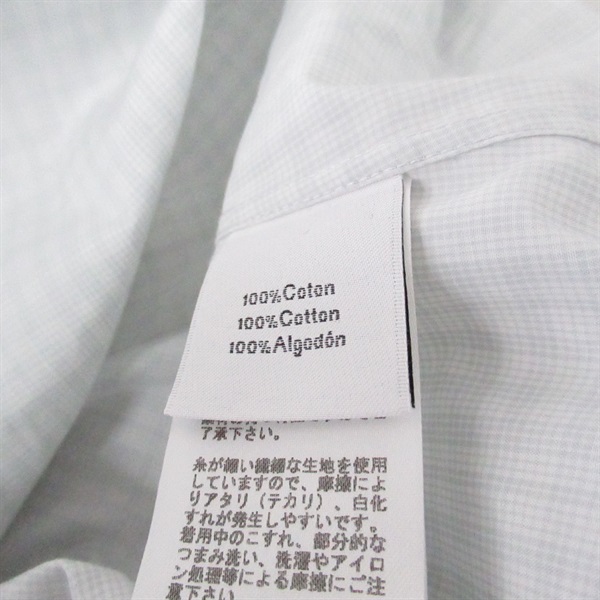 100%Coton
100%Cotton
100%Algodón
了承下さい。
糸が細い繊細な生地を使用
していますので、摩擦によ
りアタリ（テカリ）、白化
すれが発生しやすいです。
着用中のこすれ、部分的な
つまみ洗い、洗濯やアイロ
ン処理等による摩擦にご注
意下さい。